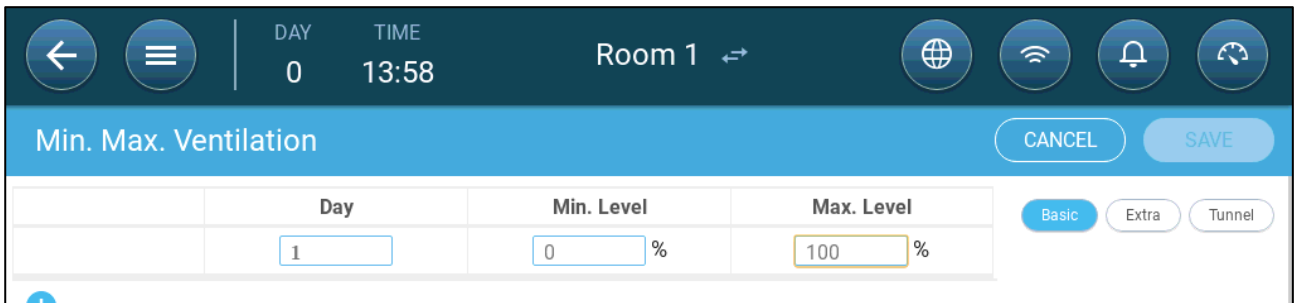 DAY TIME
0 13:58 Room 1
Min. Max. Ventilation CANCEL SAVE
Day Min. Level Max. Level Basic Extra Tunnel
1 0 % 100 %